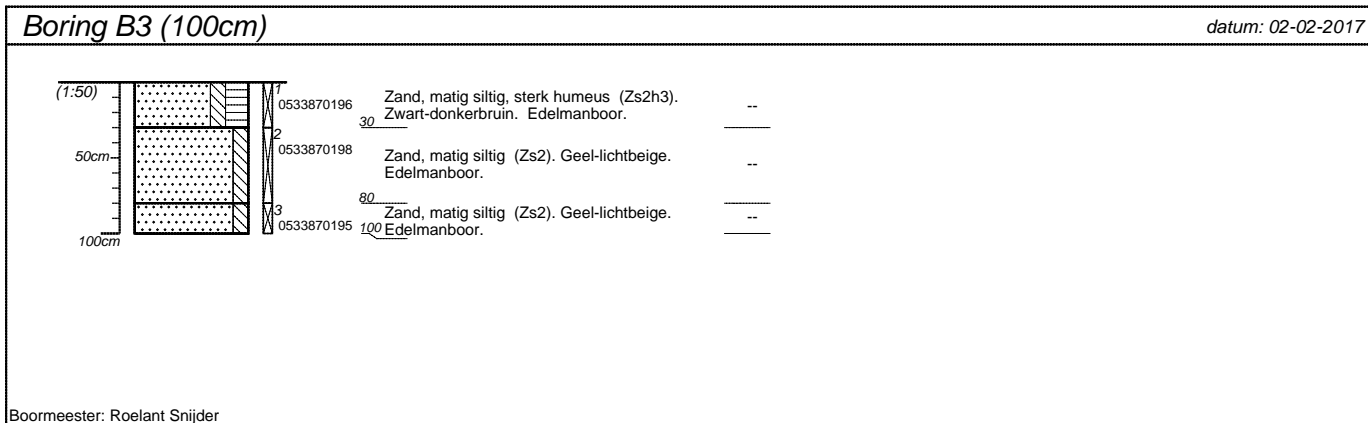 Boring B3 (100cm)
datum: 02-02-2017
(1:50)
50cm
100cm
1
0533870196
30
Zand, matig siltig, sterk humeus (Zs2h3).
Zwart-donkerbruin. Edelmanboor.
--
2
0533870198
80
Zand, matig siltig (Zs2). Geel-lichtbeige.
Edelmanboor.
--
3
0533870195
100
Zand, matig siltig (Zs2). Geel-lichtbeige.
Edelmanboor.
--
Boormeester: Roelant Snijder